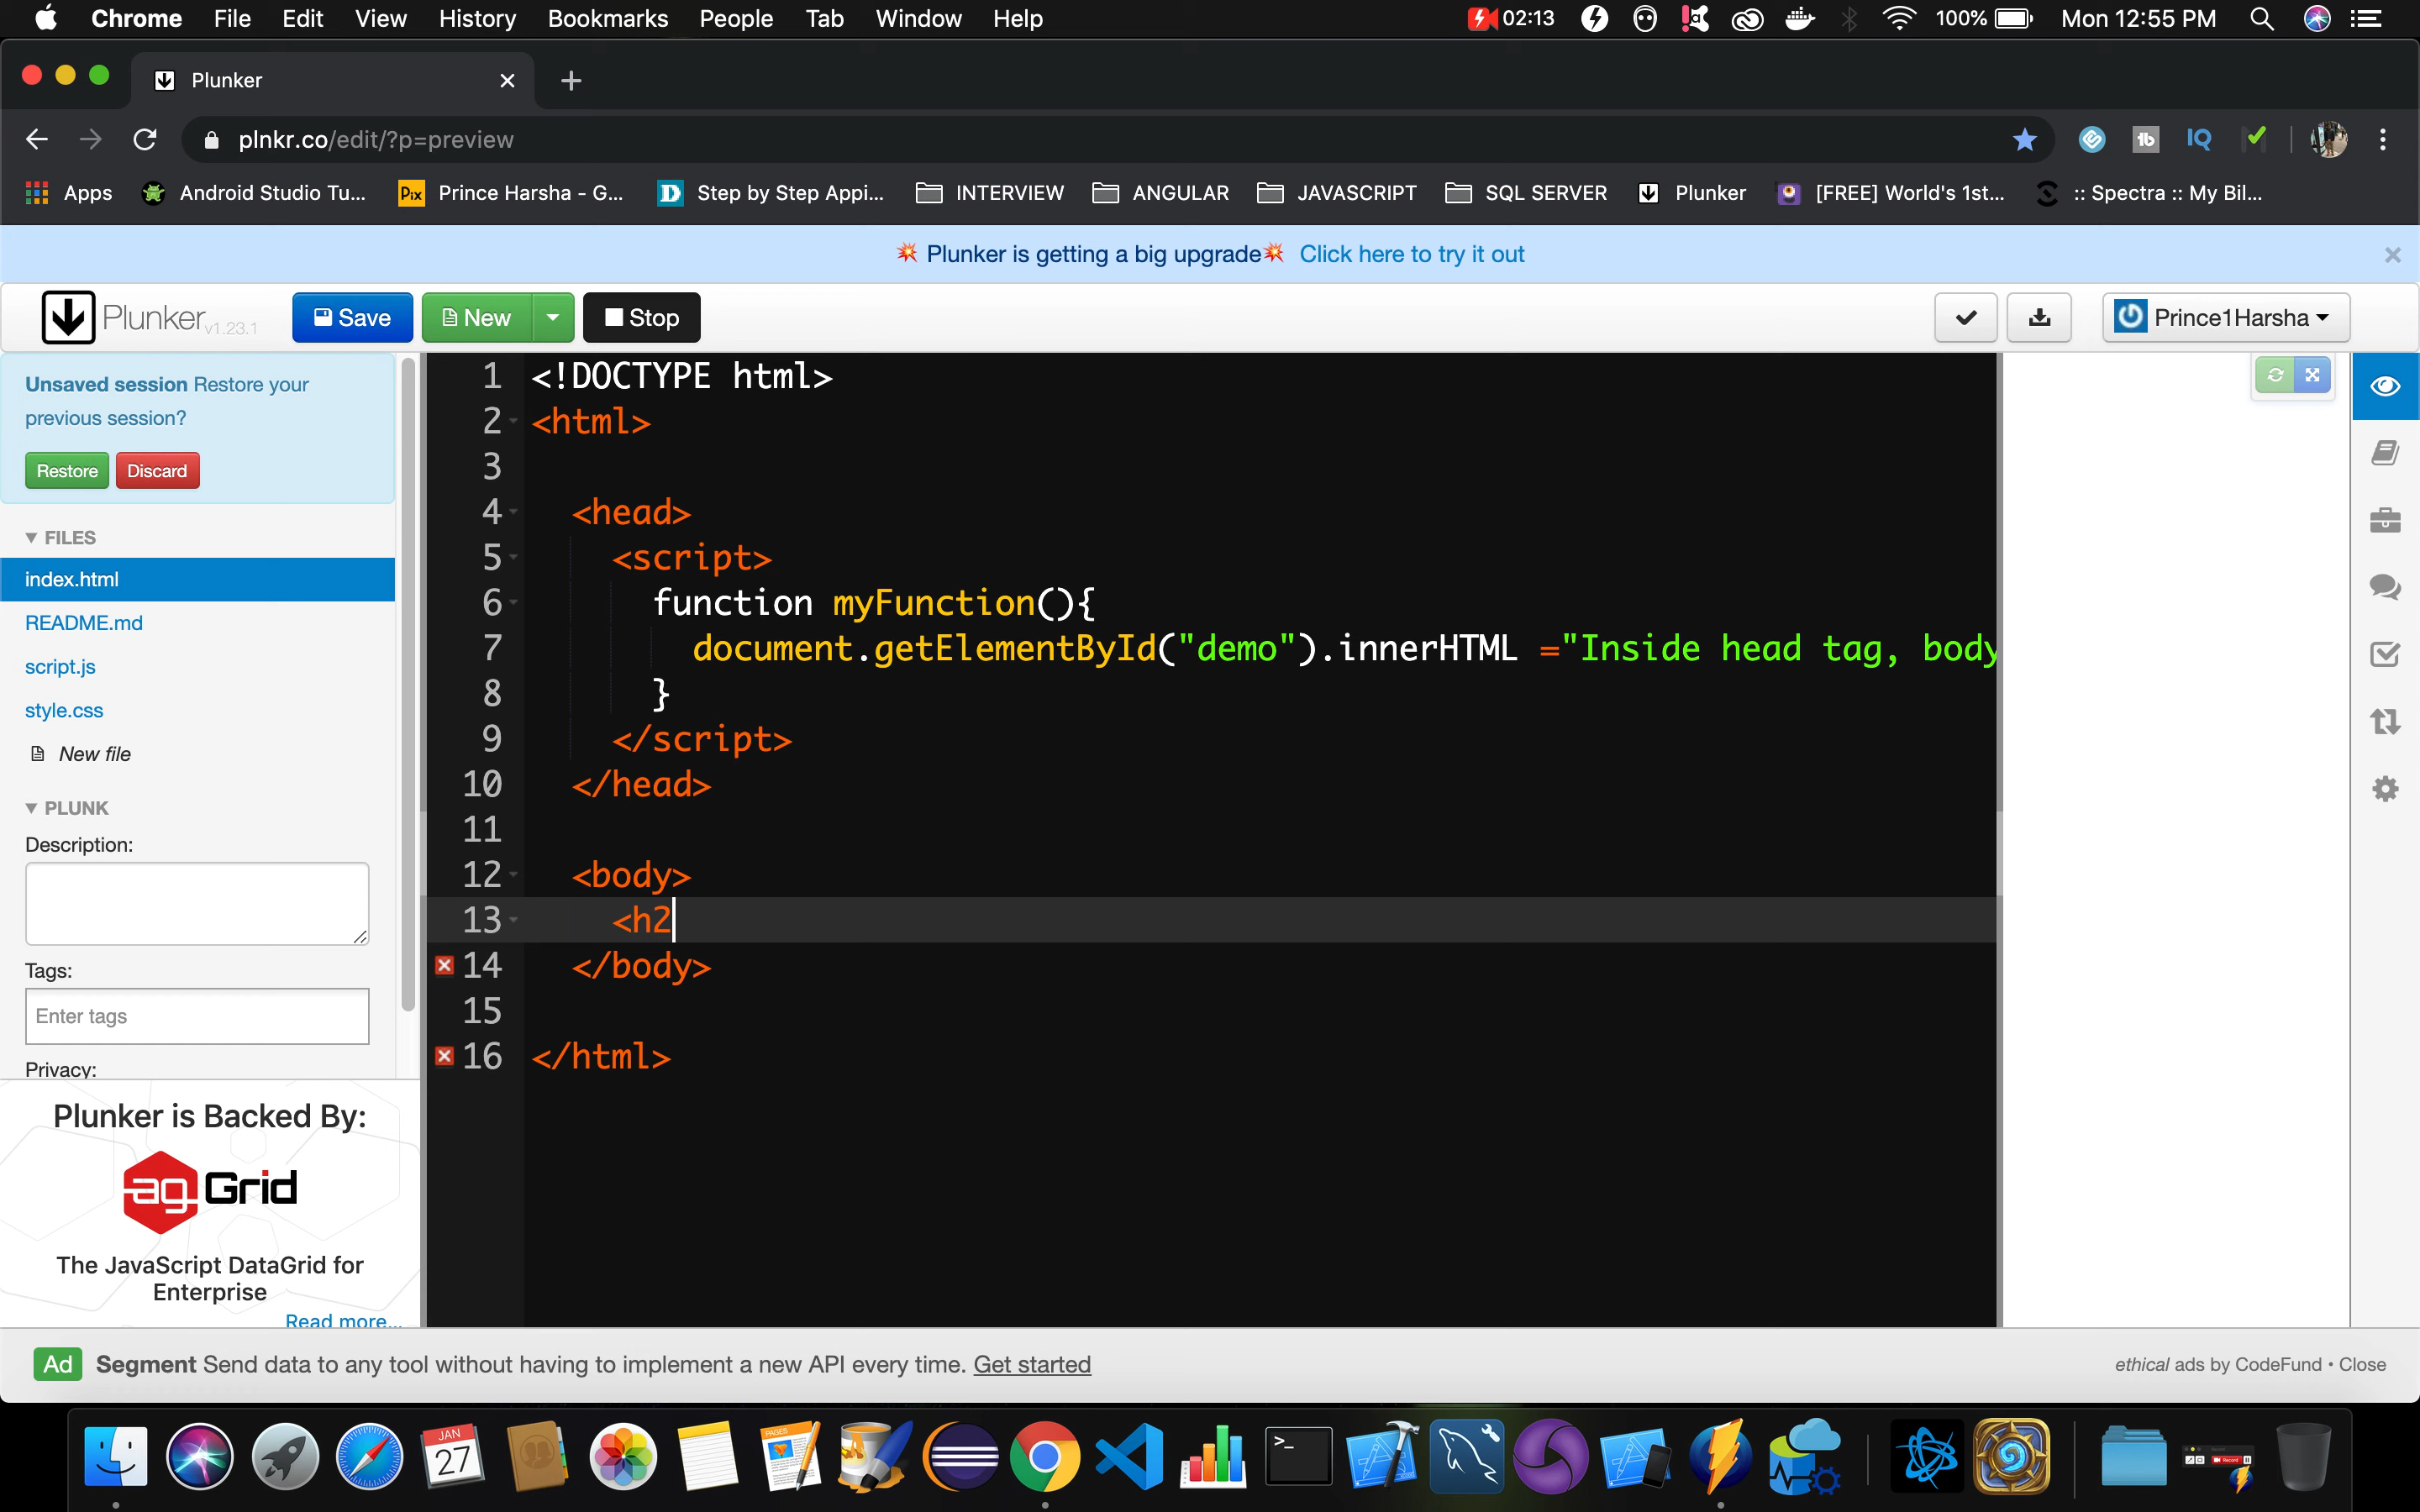 Chrome File Edit View History Bookmarks People Tab Window Help 02:13 100% Mon 12:55 PM
Plunker
plnkr.co/edit/?p=preview
Apps Android Studio Tu... Prince Harsha - G... Step by Step Appi... INTERVIEW ANGULAR JAVASCRIPT SQL SERVER Plunker [FREE] World's 1st... :: Spectra :: My Bil...
Plunker is getting a big upgrade Click here to try it out
Plunker v1.23.1 Save New Stop Prince1Harsha
Unsaved session Restore your
previous session?
Restore Discard
FILES
index.html
README.md
script.js
style.css
New file
PLUNK
Description:
Tags:
Enter tags
Privacy:
Plunker is Backed By:
ag Grid
The JavaScript DataGrid for
Enterprise
Read more...
1 <!DOCTYPE html>
2 <html>
3
4 <head>
5 <script>
6 function myFunction(){
7 document.getElementById("demo").innerHTML ="Inside head tag, body
8 }
9 </script>
10 </head>
11
12 <body>
13 <h2
14 </body>
15
16 </html>
Ad Segment Send data to any tool without having to implement a new API every time. Get started
ethical ads by CodeFund • Close
JAN
27
PAGES